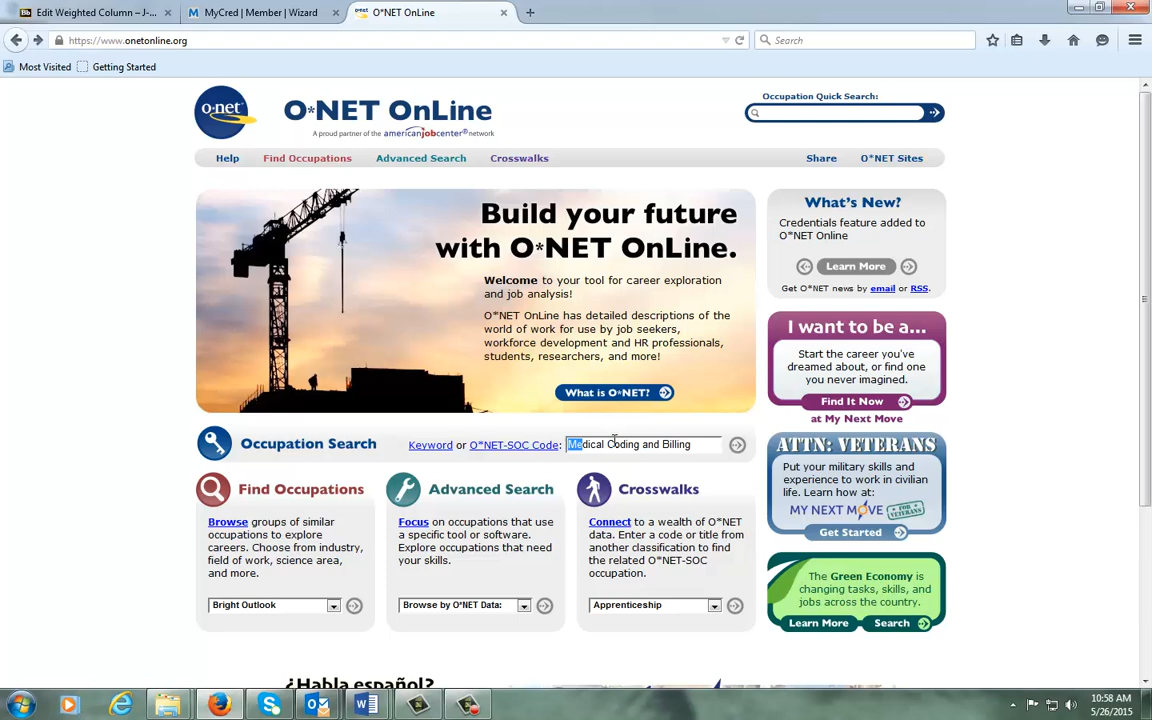 Edit Weighted Column – J-...
MyCred | Member | Wizard
O*NET OnLine
https://www.onetonline.org
Search
Most Visited
Getting Started
o·net
O*NET OnLine
A proud partner of the americanjobcenter® network
Occupation Quick Search:
Help
Find Occupations
Advanced Search
Crosswalks
Share
O*NET Sites
Build your future
with O*NET OnLine.
Welcome to your tool for career exploration
and job analysis!
O*NET OnLine has detailed descriptions of the
world of work for use by job seekers,
workforce development and HR professionals,
students, researchers, and more!
What is O*NET?
What's New?
Credentials feature added to
O*NET Online
Learn More
Get O*NET news by email or RSS.
I want to be a...
Start the career you've
dreamed about, or find one
you never imagined.
Find It Now
at My Next Move
Occupation Search
Keyword or O*NET-SOC Code:
Medical Coding and Billing
ATTN: VETERANS
Put your military skills and
experience to work in civilian
life. Learn how at:
MY NEXT MOVE
FOR VETERANS
Get Started
Find Occupations
Browse groups of similar
occupations to explore
careers. Choose from industry,
field of work, science area,
and more.
Bright Outlook
Advanced Search
Focus on occupations that use
a specific tool or software.
Explore occupations that need
your skills.
Browse by O*NET Data:
Crosswalks
Connect to a wealth of O*NET
data. Enter a code or title from
another classification to find
the related O*NET-SOC
occupation.
Apprenticeship
The Green Economy is
changing tasks, skills, and
jobs across the country.
Learn More
Search
¿Habla español?
10:58 AM
5/26/2015